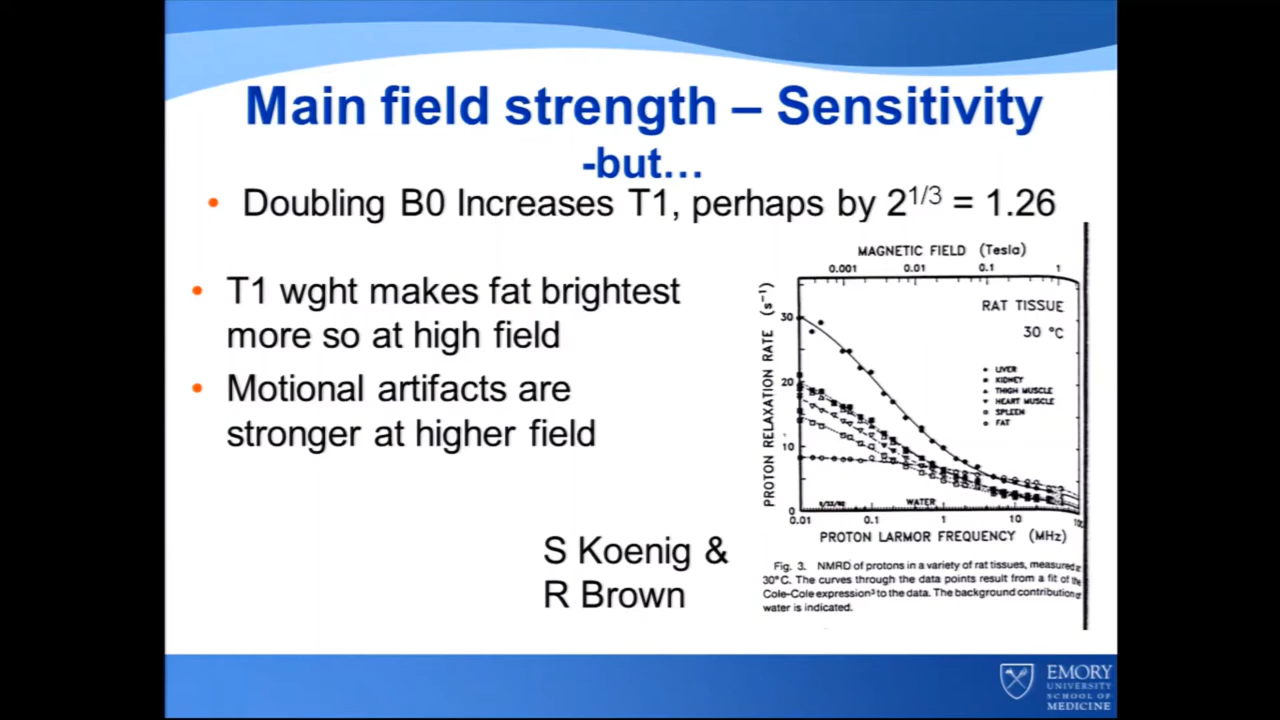 Main field strength – Sensitivity
-but…
• Doubling B0 Increases T1, perhaps by 2^1/3 = 1.26
• T1 wght makes fat brightest
more so at high field
• Motional artifacts are
stronger at higher field
S Koenig &
R Brown
MAGNETIC FIELD (Tesla)
0.001 0.01 0.1 1
PROTON RELAXATION RATE (s⁻¹)
30
20
10
0
RAT TISSUE
30 °C
LIVER
KIDNEY
THIGH MUSCLE
HEART MUSCLE
SPLEEN
FAT
WATER
0.01 0.1 1 10
PROTON LARMOR FREQUENCY (MHz)
Fig. 3. NMRD of protons in a variety of rat tissues, measured
30°C. The curves through the data points result from a fit of
Cole-Cole expression³ to the data. The background contribution
water is indicated.
EMORY
UNIVERSITY
SCHOOL OF
MEDICINE